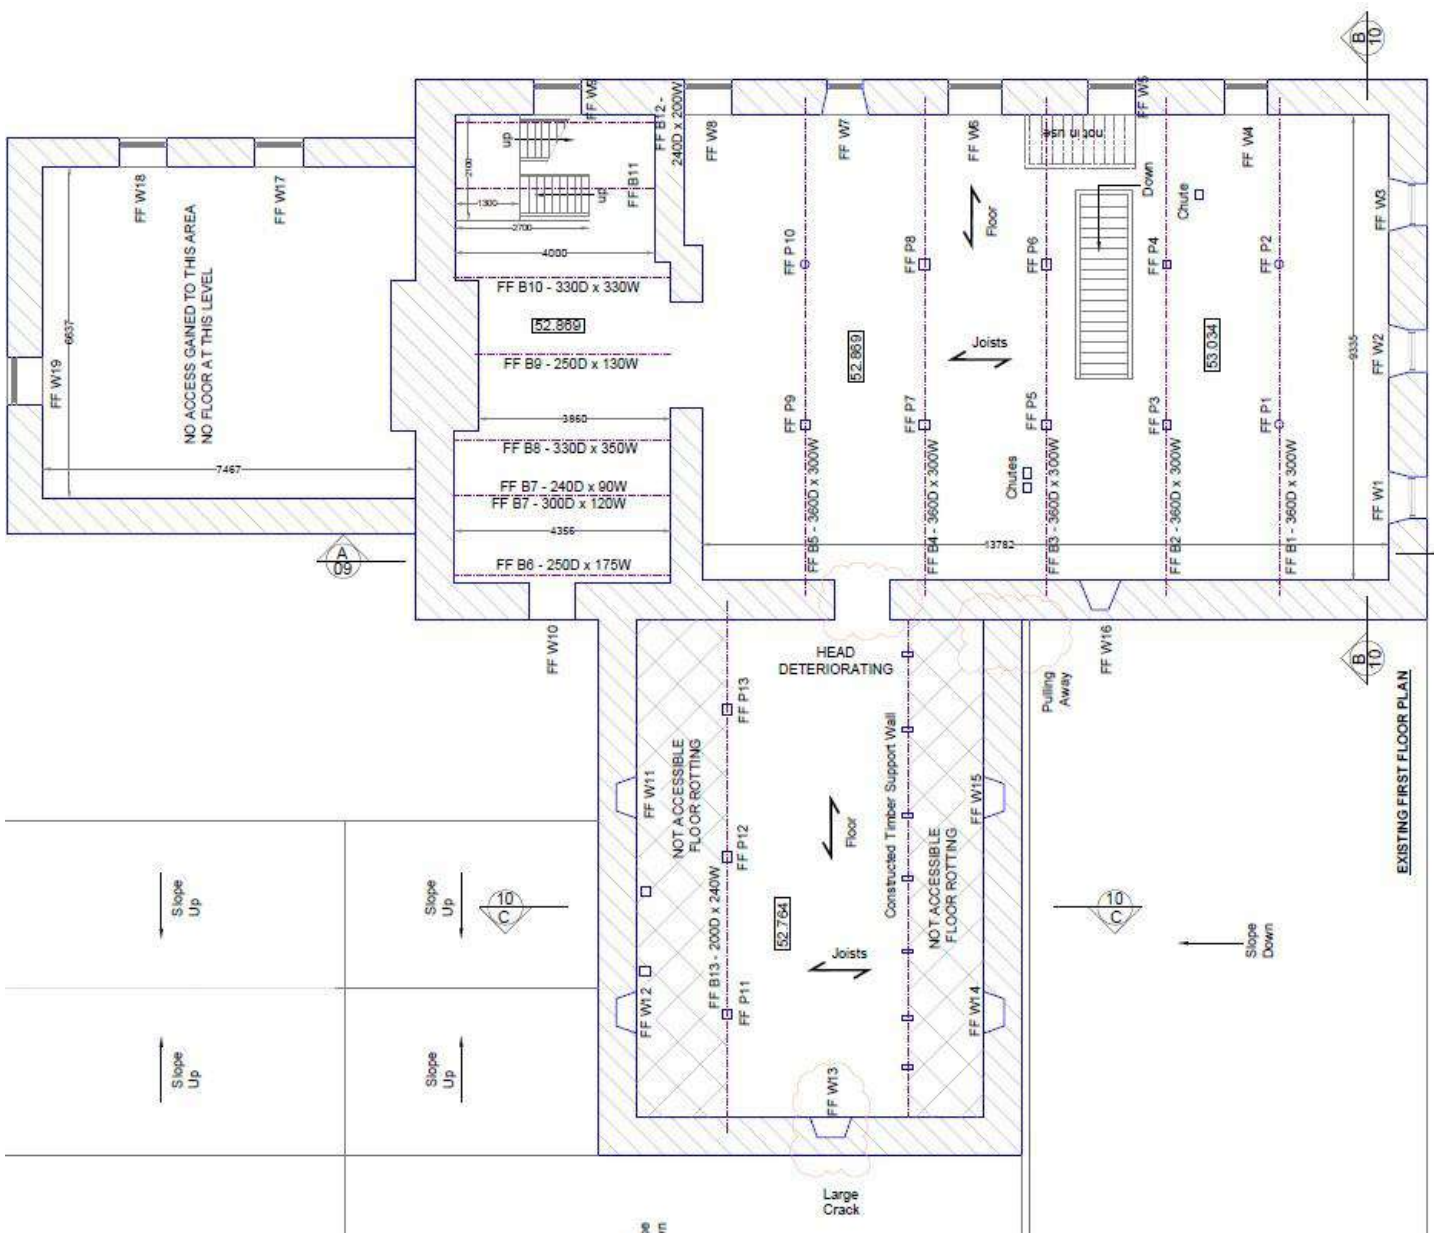 B
10
FF W9
FF B12 -
240D x 200W
FF W8
FF W7
FF W6
FF W5
not in use
FF W4
FF W3
FF W18
FF W17
up
up
2100
1300
2700
4000
FF B11
Floor
Down
Chute
NO ACCESS GAINED TO THIS AREA
NO FLOOR AT THIS LEVEL
6637
FF W19
7467
FF B10 - 330D x 330W
52.869
FF B9 - 250D x 130W
3860
FF B8 - 330D x 350W
FF B7 - 240D x 90W
FF B7 - 300D x 120W
4356
FF B6 - 250D x 175W
FF P10
FF P8
FF P6
FF P4
FF P2
52.869
Joists
53.034
9335
FF W2
FF P9
FF P7
FF P5
FF P3
FF P1
Chutes
FF W1
FF B5 - 360D x 300W
FF B4 - 360D x 300W
FF B3 - 360D x 300W
FF B2 - 360D x 300W
FF B1 - 360D x 300W
13782
A
09
FF W10
HEAD
DETERIORATING
FF W16
B
10
Pulling
Away
FF P13
FF W11
NOT ACCESSIBLE
FLOOR ROTTING
Constructed Timber Support Wall
FF W15
Floor
FF P12
NOT ACCESSIBLE
FLOOR ROTTING
EXISTING FIRST FLOOR PLAN
Slope
Up
Slope
Up
10
C
10
C
FF B13 - 200D x 240W
52.764
Joists
Slope
Down
FF W12
FF P11
FF W14
Slope
Up
Slope
Up
FF W13
Large
Crack